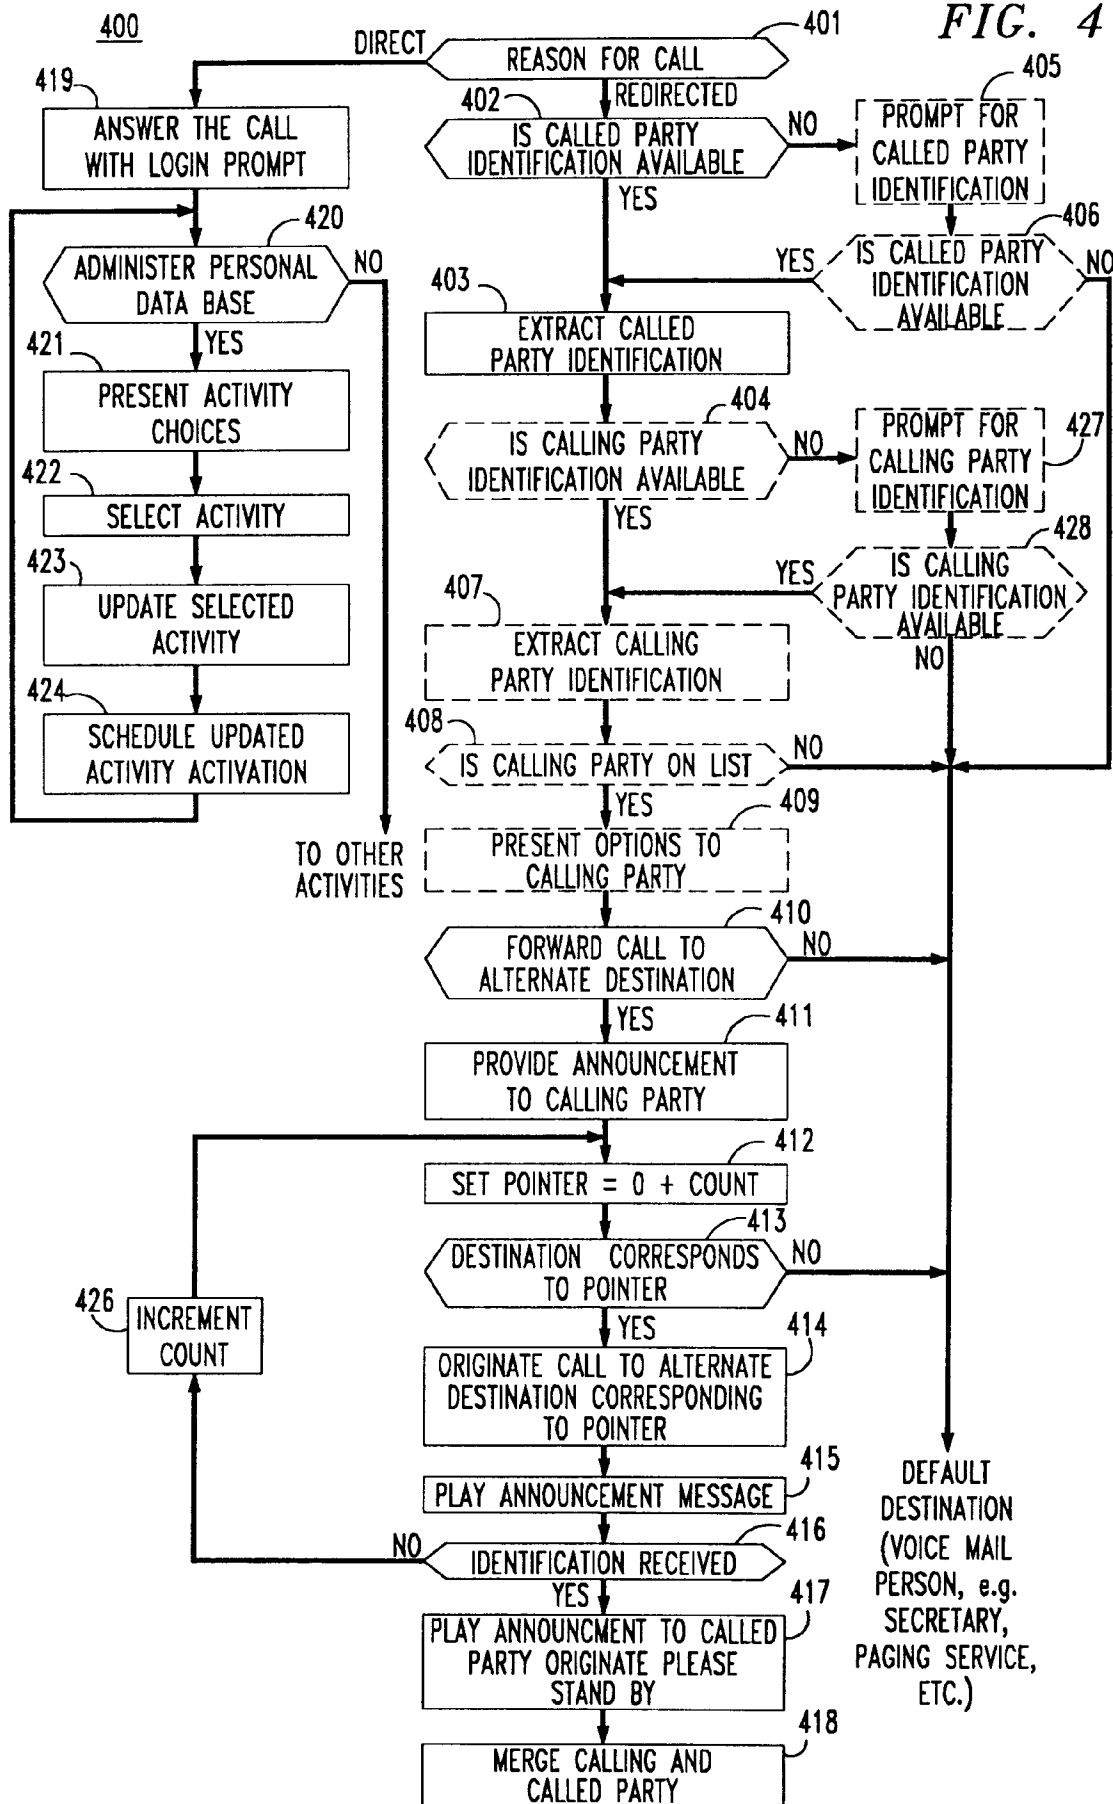 400
FIG. 4
401
REASON FOR CALL
DIRECT
REDIRECTED
419
ANSWER THE CALL
WITH LOGIN PROMPT
420
ADMINISTER PERSONAL
DATA BASE
NO
YES
421
PRESENT ACTIVITY
CHOICES
422
SELECT ACTIVITY
423
UPDATE SELECTED
ACTIVITY
424
SCHEDULE UPDATED
ACTIVITY ACTIVATION
TO OTHER
ACTIVITIES
402
IS CALLED PARTY
IDENTIFICATION AVAILABLE
NO
YES
405
PROMPT FOR
CALLED PARTY
IDENTIFICATION
406
IS CALLED PARTY
IDENTIFICATION
AVAILABLE
YES
NO
403
EXTRACT CALLED
PARTY IDENTIFICATION
404
IS CALLING PARTY
IDENTIFICATION AVAILABLE
NO
YES
427
PROMPT FOR
CALLING PARTY
IDENTIFICATION
428
IS CALLING
PARTY IDENTIFICATION
AVAILABLE
YES
NO
407
EXTRACT CALLING
PARTY IDENTIFICATION
408
IS CALLING PARTY ON LIST
NO
YES
409
PRESENT OPTIONS TO
CALLING PARTY
410
FORWARD CALL TO
ALTERNATE DESTINATION
NO
YES
411
PROVIDE ANNOUNCEMENT
TO CALLING PARTY
412
SET POINTER = 0 + COUNT
413
DESTINATION CORRESPONDS
TO POINTER
NO
YES
426
INCREMENT
COUNT
414
ORIGINATE CALL TO ALTERNATE
DESTINATION CORRESPONDING
TO POINTER
415
PLAY ANNOUNCEMENT MESSAGE
416
IDENTIFICATION RECEIVED
NO
YES
417
PLAY ANNOUNCMENT TO CALLED
PARTY ORIGINATE PLEASE
STAND BY
418
MERGE CALLING AND
CALLED PARTY
DEFAULT
DESTINATION
(VOICE MAIL
PERSON, e.g.
SECRETARY,
PAGING SERVICE,
ETC.)